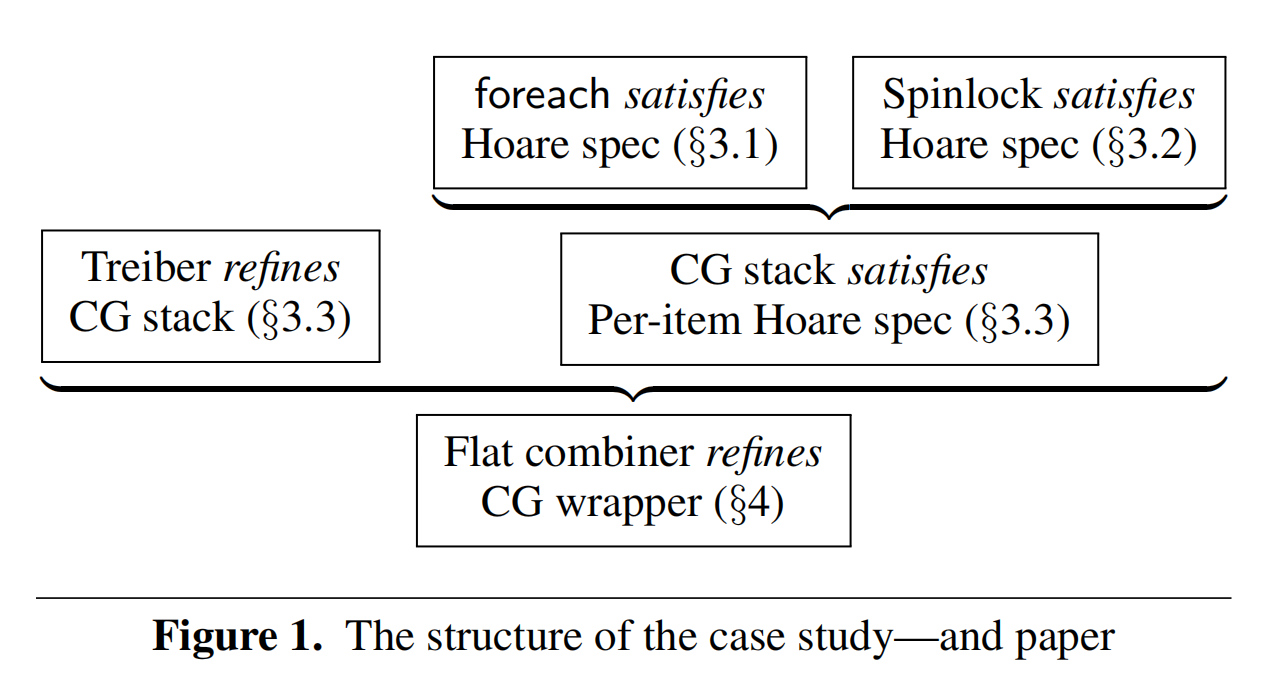 foreach satisfies
Hoare spec (§3.1)
Spinlock satisfies
Hoare spec (§3.2)
Treiber refines
CG stack (§3.3)
CG stack satisfies
Per-item Hoare spec (§3.3)
Flat combiner refines
CG wrapper (§4)
Figure 1. The structure of the case study—and paper